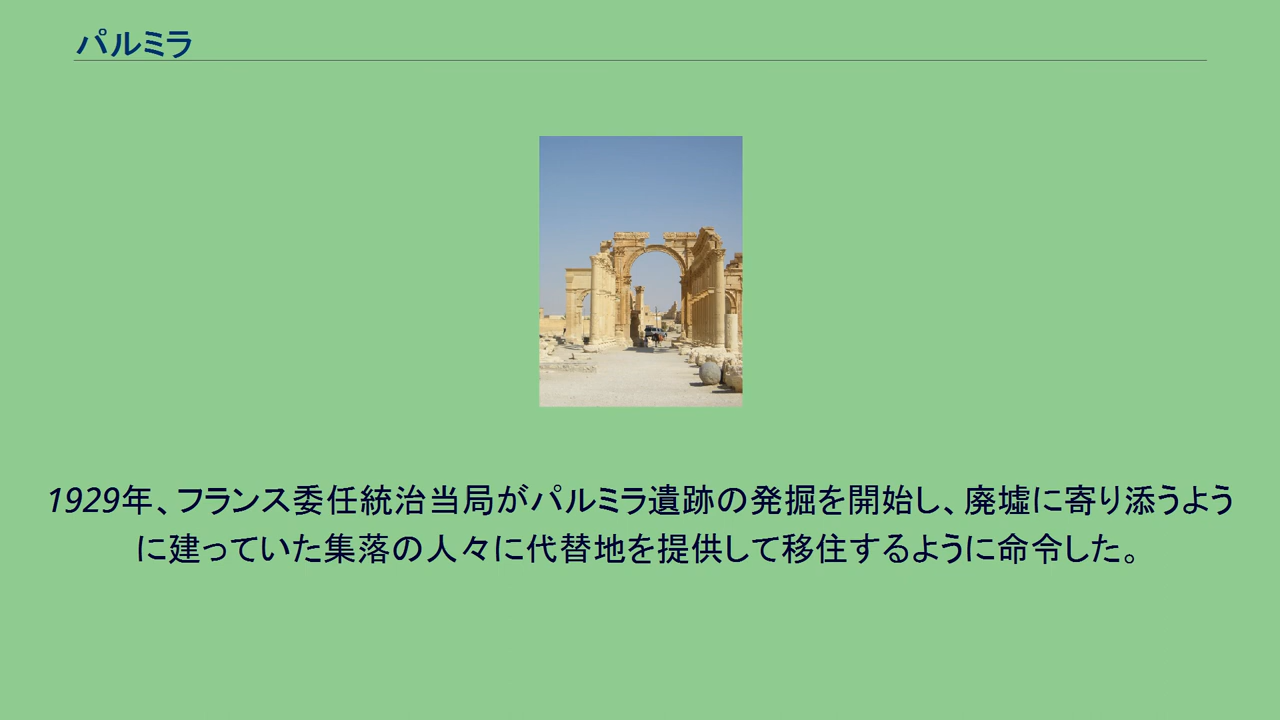 パルミラ
1929年、フランス委任統治当局がパルミラ遺跡の発掘を開始し、廃墟に寄り添うよう
に建っていた集落の人々に代替地を提供して移住するように命令した。